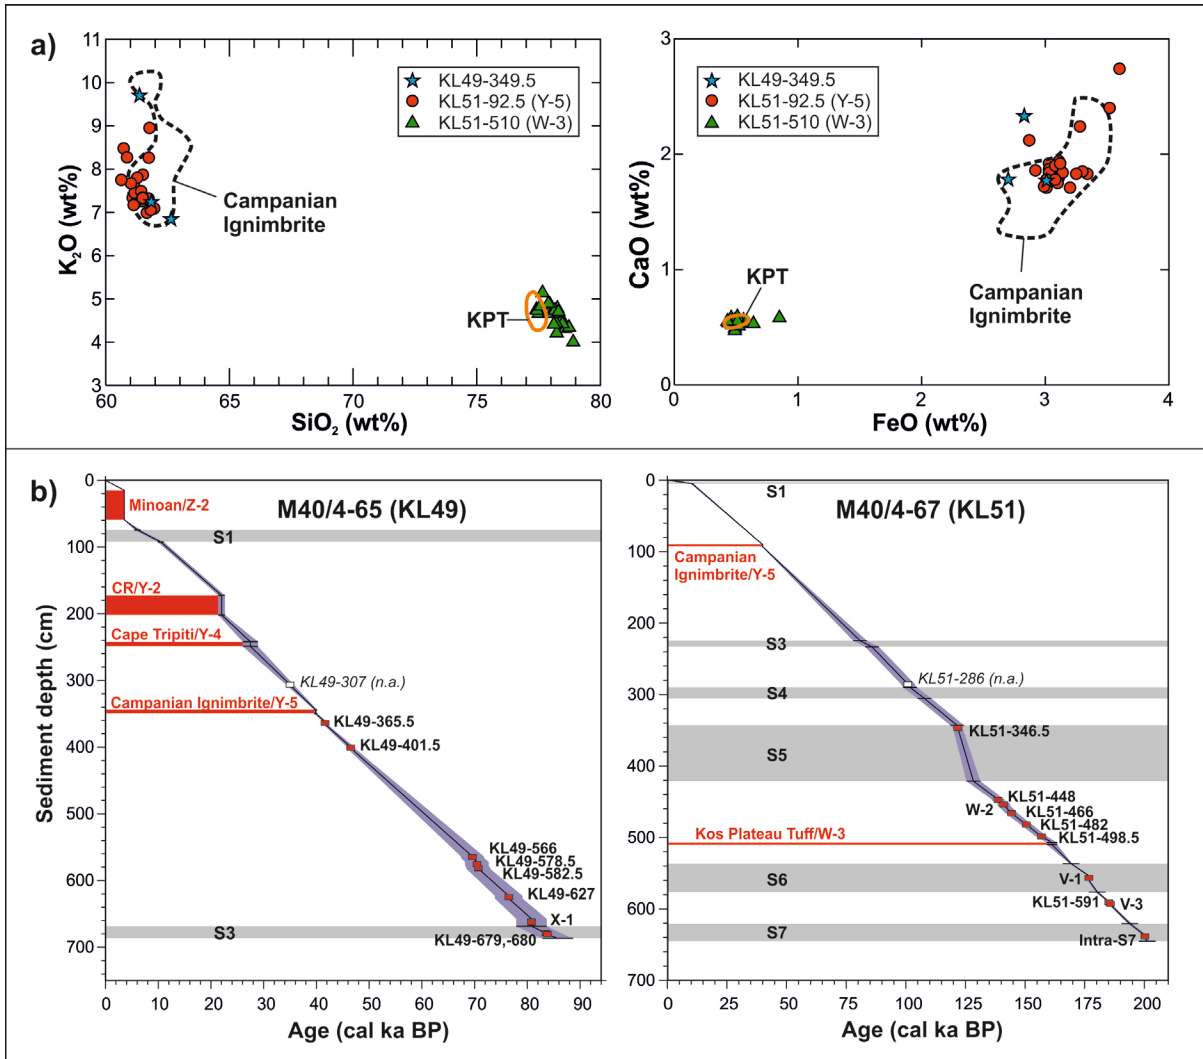 a)
11
10
9
8
7
6
5
4
3
K₂O (wt%)
KL49-349.5
KL51-92.5 (Y-5)
KL51-510 (W-3)
Campanian
Ignimbrite
KPT
60
65
70
75
80
SiO₂ (wt%)
3
2
1
0
CaO (wt%)
KL49-349.5
KL51-92.5 (Y-5)
KL51-510 (W-3)
KPT
Campanian
Ignimbrite
0
1
2
3
4
FeO (wt%)
b)
0
100
200
300
400
500
600
700
Sediment depth (cm)
M40/4-65 (KL49)
Minoan/Z-2
S1
CR/Y-2
Cape Tripiti/Y-4
KL49-307 (n.a.)
Campanian Ignimbrite/Y-5
KL49-365.5
KL49-401.5
KL49-566
KL49-578.5
KL49-582.5
KL49-627
X-1
S3
KL49-679,-680
0
10
20
30
40
50
60
70
80
90
Age (cal ka BP)
0
100
200
300
400
500
600
700
M40/4-67 (KL51)
S1
Campanian
Ignimbrite/Y-5
S3
KL51-286 (n.a.)
S4
KL51-346.5
S5
KL51-448
W-2
KL51-466
KL51-482
KL51-498.5
Kos Plateau Tuff/W-3
S6
V-1
KL51-591
V-3
S7
Intra-S7
0
25
50
75
100
125
150
175
200
Age (cal ka BP)